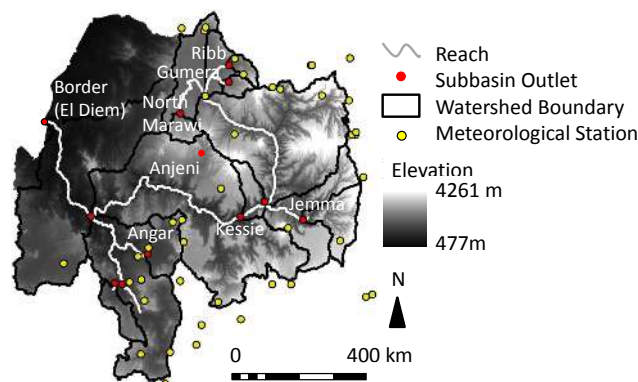 Ribb
Gumera
Border
(El Diem)
North
Marawi
Anjeni
Jemma
Kessie
Angar
Reach
Subbasin Outlet
Watershed Boundary
Meteorological Station
Elevation
4261 m
477m
N
0 400 km